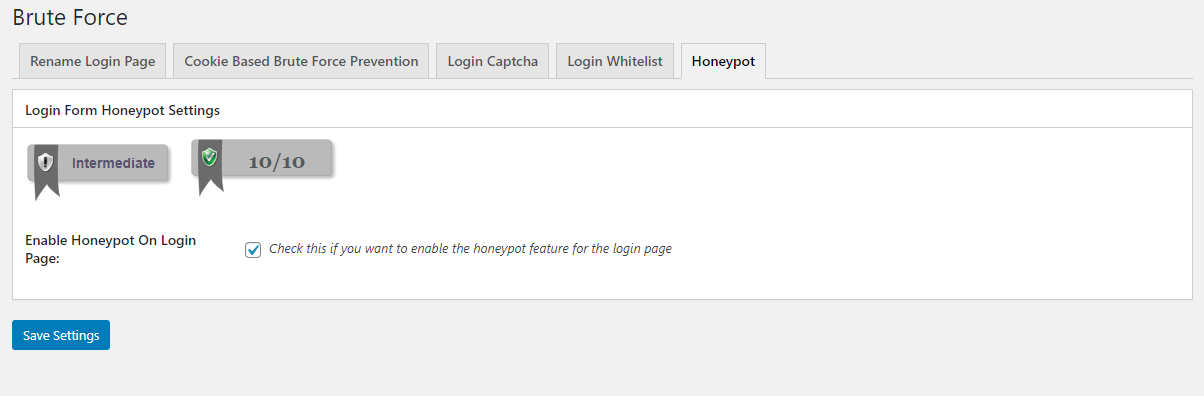 Brute Force
Rename Login Page
Cookie Based Brute Force Prevention
Login Captcha
Login Whitelist
Honeypot
Login Form Honeypot Settings
Intermediate
10/10
Enable Honeypot On Login
Page:
Check this if you want to enable the honeypot feature for the login page
Save Settings